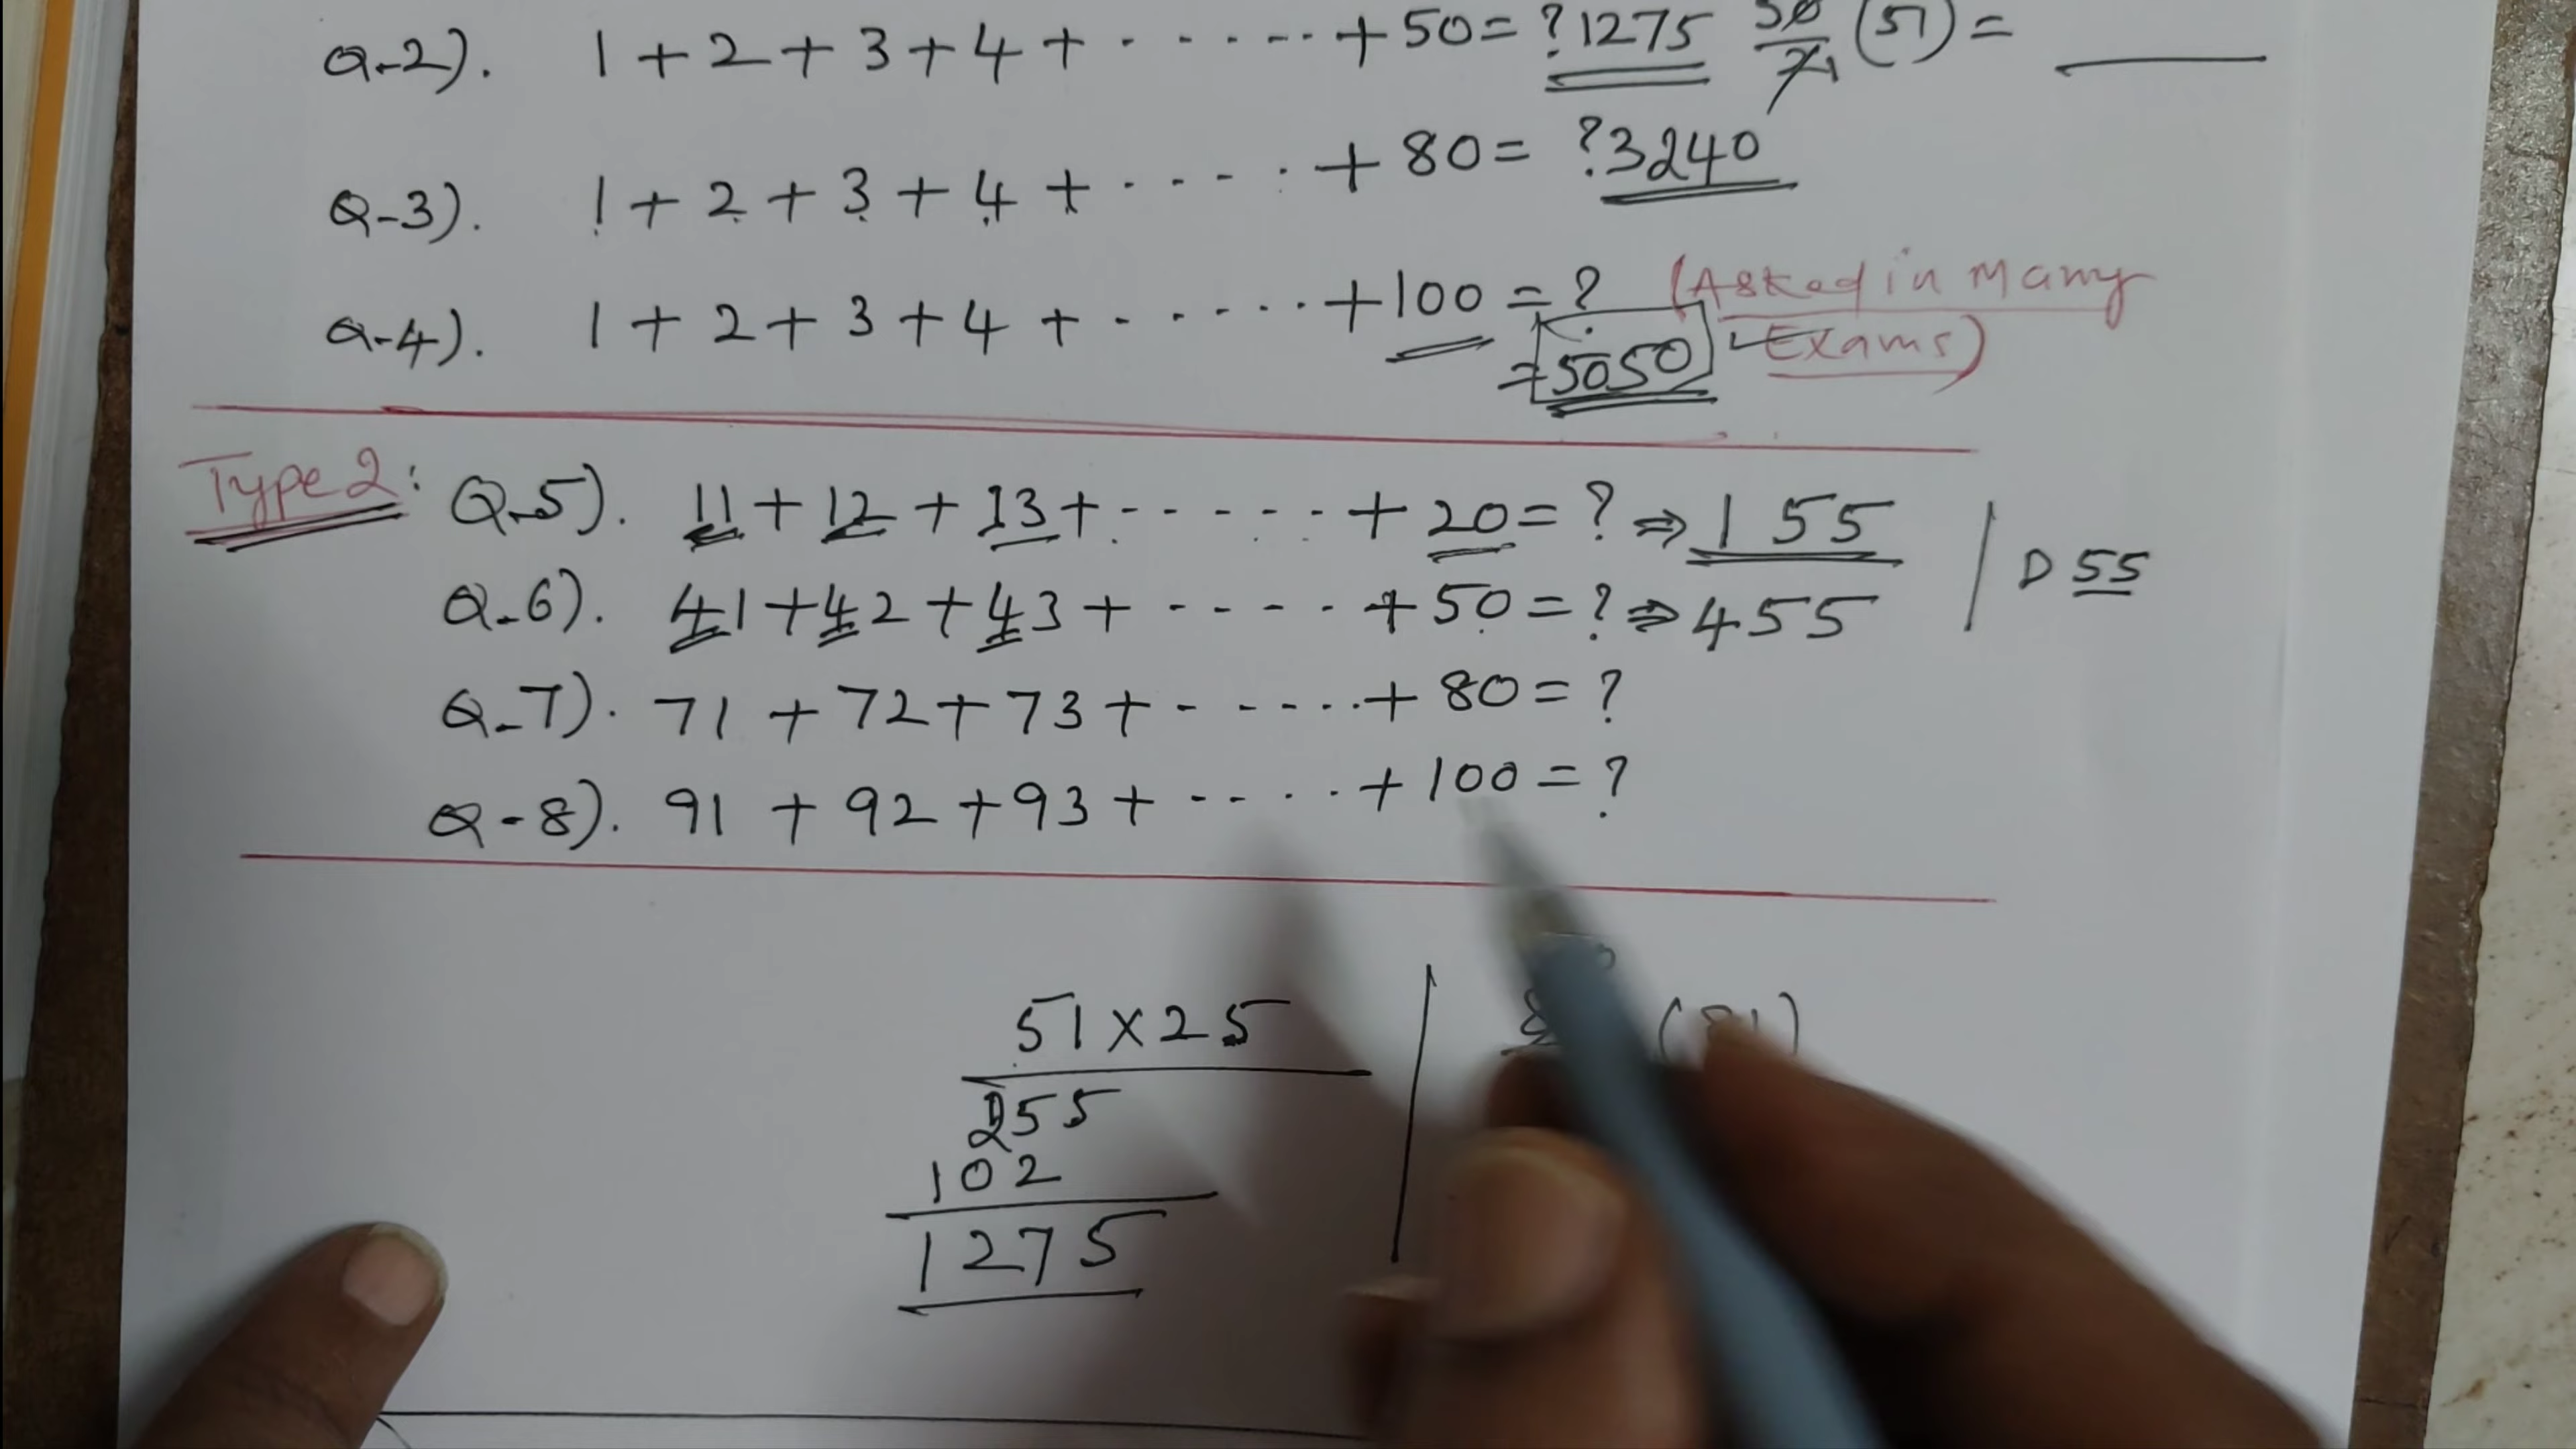 Q-2). 1 + 2 + 3 + 4 + ······ + 50 = ? 1275 50/2 1 (51) =
Q-3). 1 + 2 + 3 + 4 + ····· + 80 = ? 3240
Q-4). 1 + 2 + 3 + 4 + ······ + 100 = ? (Asked in Many
= 5050 Exams)
Type 2: Q-5). 11 + 12 + 13 + ------ + 20 = ? ⇒ 155
D 55
Q-6). 41 + 42 + 43 + ----- + 50 = ? ⇒ 455
Q-7). 71 + 72 + 73 + ------ + 80 = ?
Q-8). 91 + 92 + 93 + ----- + 100 = ?
51 × 25
255
102
1275